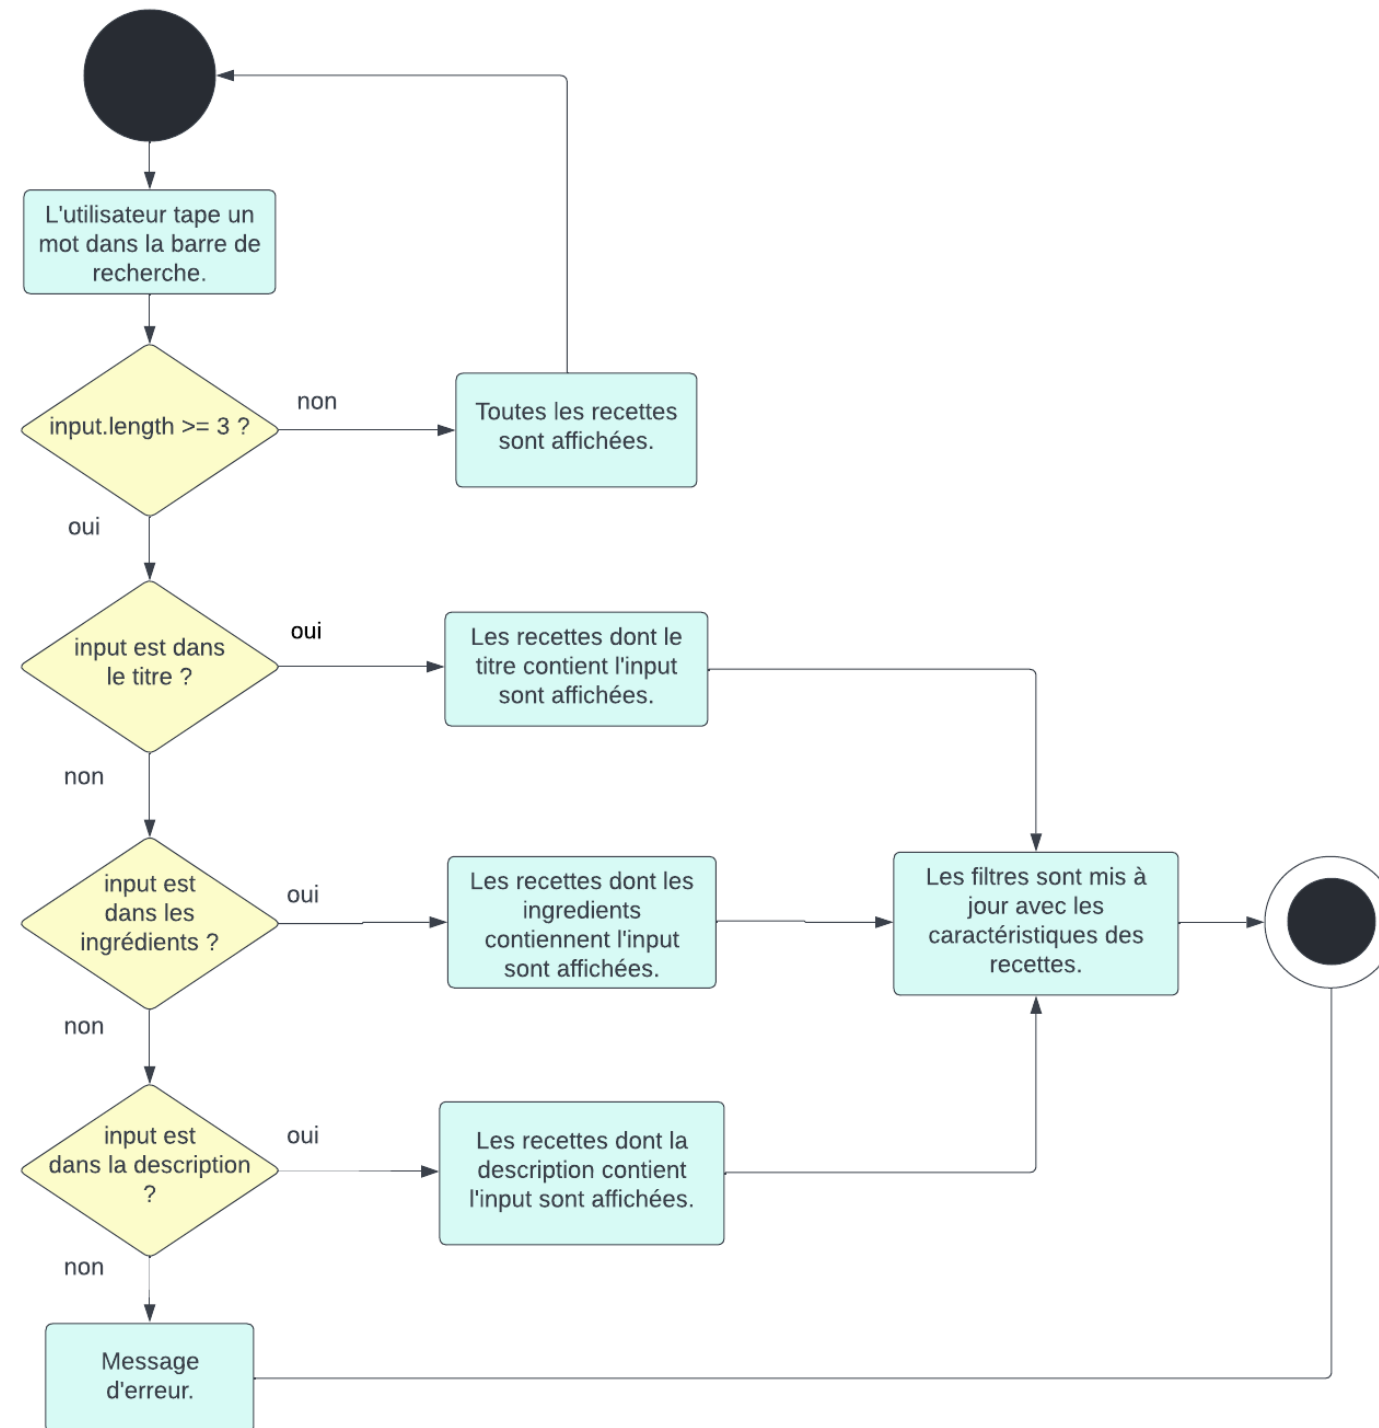 L'utilisateur tape un
mot dans la barre de
recherche.
input.length >= 3 ?
non
Toutes les recettes
sont affichées.
oui
input est dans
le titre ?
oui
Les recettes dont le
titre contient l'input
sont affichées.
non
input est
dans les
ingrédients ?
oui
Les recettes dont les
ingredients
contiennent l'input
sont affichées.
Les filtres sont mis à
jour avec les
caractéristiques des
recettes.
non
input est
dans la description
?
oui
Les recettes dont la
description contient
l'input sont affichées.
non
Message
d'erreur.